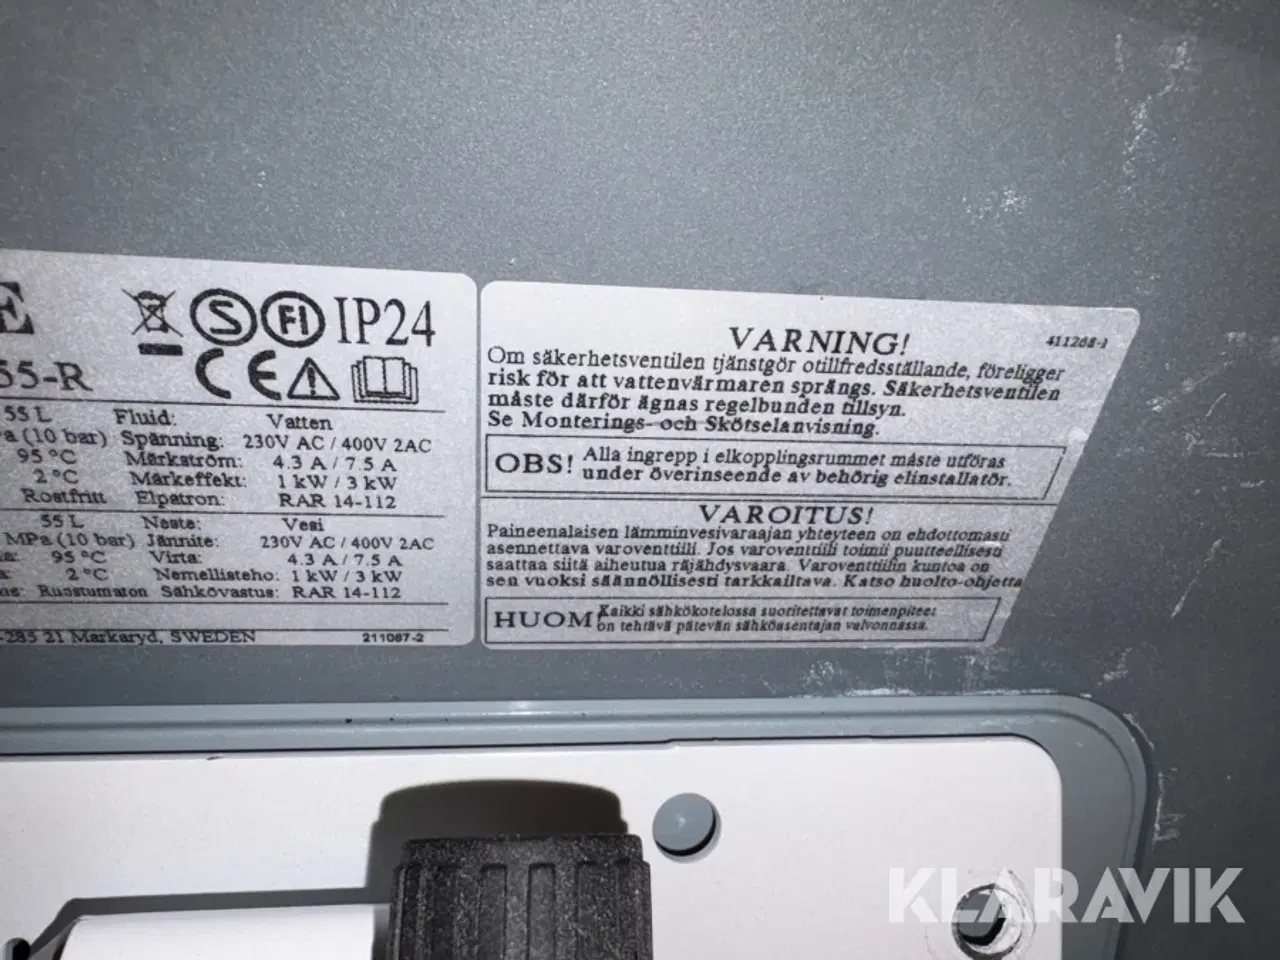 E
IP24
55-R
55 L Fluid: Vatten
(10 bar) Spänning: 230V AC / 400V 2AC
95 °C Märkström: 4.3 A / 7.5 A
2 °C Märkeffekt: 1 kW / 3 kW
Rostfritt Elpatron: RAR 14-112
55 L Neste: Vesi
MPa (10 bar) Jännite: 230V AC / 400V 2AC
95 °C Virta: 4.3 A / 7.5 A
2 °C Nemellisteho: 1 kW / 3 kW
Ruostumaton Sähkövastus: RAR 14-112
-285 21 Markaryd, SWEDEN 211087-2
VARNING! 411268-1
Om säkerhetsventilen tjänstgör otillfredsställande, föreligger
risk för att vattenvärmaren sprängs. Säkerhetsventilen
måste därför ägnas regelbunden tillsyn.
Se Monterings- och Skötselanvisning.
OBS! Alla ingrepp i elkopplingsrummet måste utföras
under överinseende av behörig elinstallatör.
VAROITUS!
Paineenalaisen lämminvesivaraajan yhteyteen on ehdottomasti
asennettava varoventtiili. Jos varoventtiili toimii puutteellisesti
saattaa siitä aiheutua räjähdysvaara. Varoventtiilin kuntoa on
sen vuoksi säännöllisesti tarkkailtava. Katso huolto-ohjetta
HUOM! Kaikki sähkökotelossa suoritettavat toimenpiteet
on tehtävä pätevän sähköasentajan valvonnassa.
KLARAVIK